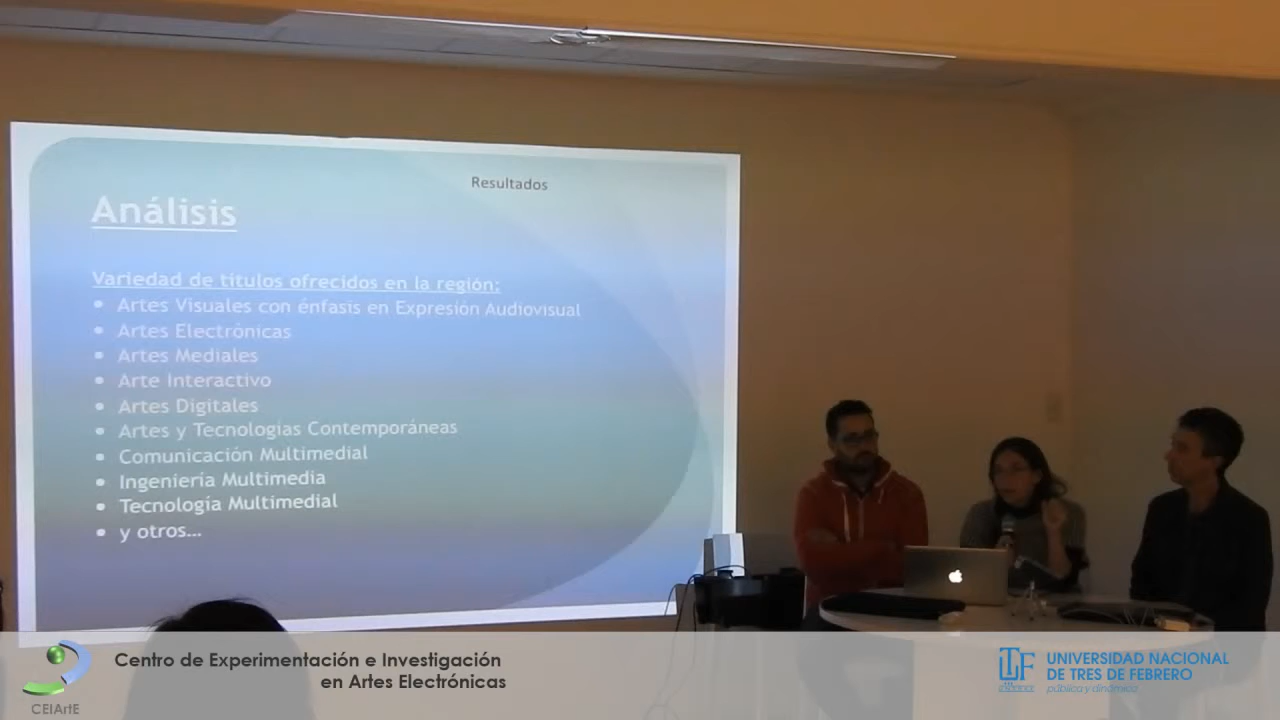 Resultados
Análisis
Variedad de títulos ofrecidos en la región:
• Artes Visuales con énfasis en Expresión Audiovisual
• Artes Electrónicas
• Artes Mediales
• Arte Interactivo
• Artes Digitales
• Artes y Tecnologías Contemporáneas
• Comunicación Multimedial
• Ingeniería Multimedia
• Tecnología Multimedial
• y otros...
Centro de Experimentación e Investigación
en Artes Electrónicas
CEIArtE
UNIVERSIDAD NACIONAL
DE TRES DE FEBRERO
pública y dinámica